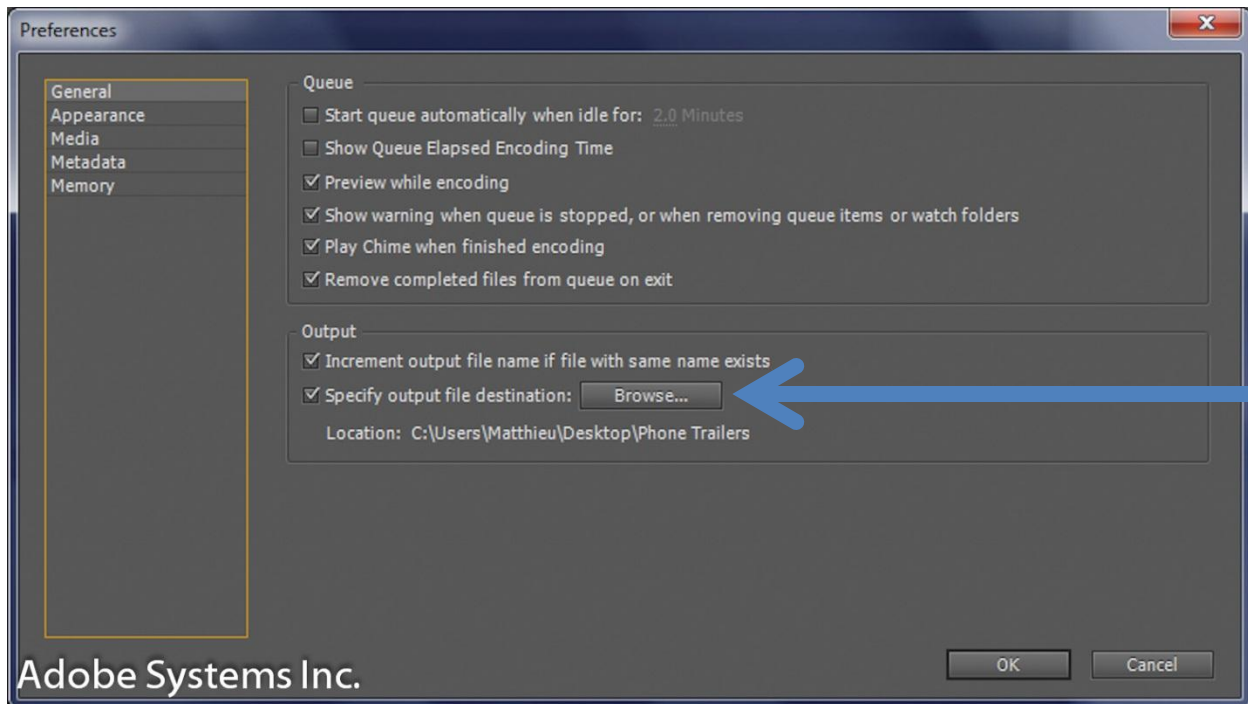 Preferences
General
Appearance
Media
Metadata
Memory
Queue
Start queue automatically when idle for: 2.0 Minutes
Show Queue Elapsed Encoding Time
Preview while encoding
Show warning when queue is stopped, or when removing queue items or watch folders
Play Chime when finished encoding
Remove completed files from queue on exit
Output
Increment output file name if file with same name exists
Specify output file destination: Browse...
Location: C:\Users\Matthieu\Desktop\Phone Trailers
OK Cancel
Adobe Systems Inc.